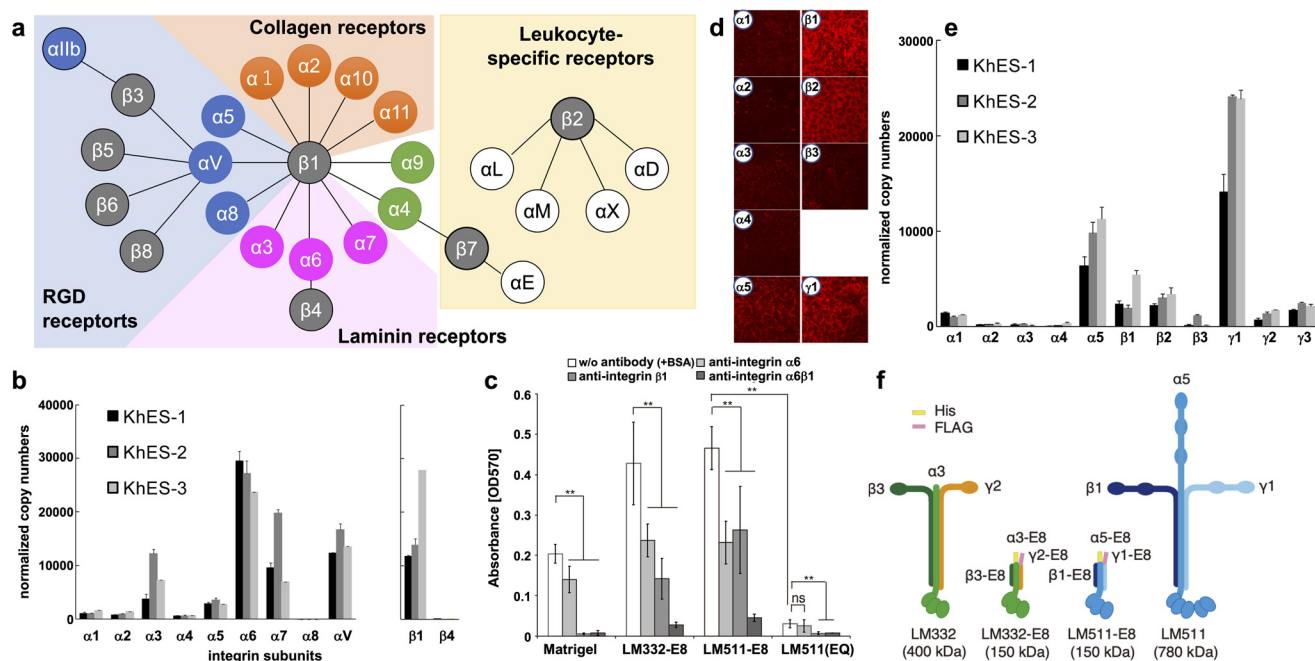 a
Collagen receptors
αIIb
β3
α5
α1
α2
α10
α11
β5
αV
β1
α9
β6
α8
α4
β8
α3
α6
α7
β4
β7
αE
RGD
receptorts
Laminin receptors
Leukocyte-
specific receptors
β2
αL
αM
αX
αD
b
normalized copy numbers
40000
30000
20000
10000
0
KhES-1
KhES-2
KhES-3
α1 α2 α3 α4 α5 α6 α7 α8 αV β1 β4
integrin subunits
c
w/o antibody (+BSA)
anti-integrin α6
anti-integrin β1
anti-integrin α6β1
Absorbance [OD570]
0.6
0.5
0.4
0.3
0.2
0.1
0
**
**
**
**
**
ns
Matrigel LM332-E8 LM511-E8 LM511(EQ)
d
α1 β1
α2 β2
α3 β3
α4
α5 γ1
e
normalized copy numbers
30000
20000
10000
0
KhES-1
KhES-2
KhES-3
α1 α2 α3 α4 α5 β1 β2 β3 γ1 γ2 γ3
f
His
FLAG
α3
β3
γ2
α3-E8
γ2-E8
β3-E8
α5-E8
γ1-E8
β1-E8
α5
β1
γ1
LM332
(400 kDa)
LM332-E8
(150 kDa)
LM511-E8
(150 kDa)
LM511
(780 kDa)